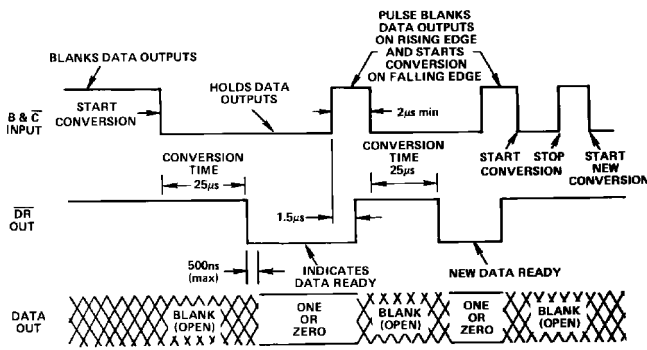 PULSE BLANKS
DATA OUTPUTS
ON RISING EDGE
AND STARTS
CONVERSION
ON FALLING EDGE
BLANKS DATA OUTPUTS
HOLDS DATA
OUTPUTS
START
CONVERSION
B & C̅
INPUT
2μs min
CONVERSION
TIME
25μs
CONVERSION
TIME
25μs
START
CONVERSION
STOP
START
NEW
CONVERSION
D̅R̅
OUT
1.5μs
500ns
(max)
INDICATES
DATA READY
NEW DATA READY
DATA
OUT
BLANK
(OPEN)
ONE
OR
ZERO
BLANK
(OPEN)
ONE
OR
ZERO
BLANK
(OPEN)